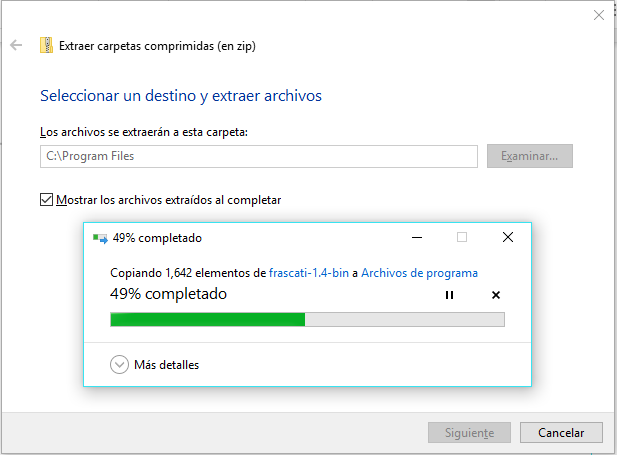 Extraer carpetas comprimidas (en zip)
Seleccionar un destino y extraer archivos
Los archivos se extraerán a esta carpeta:
C:\Program Files
Examinar...
Mostrar los archivos extraídos al completar
49% completado
Copiando 1,642 elementos de frascati-1.4-bin a Archivos de programa
49% completado
Más detalles
Siguiente
Cancelar